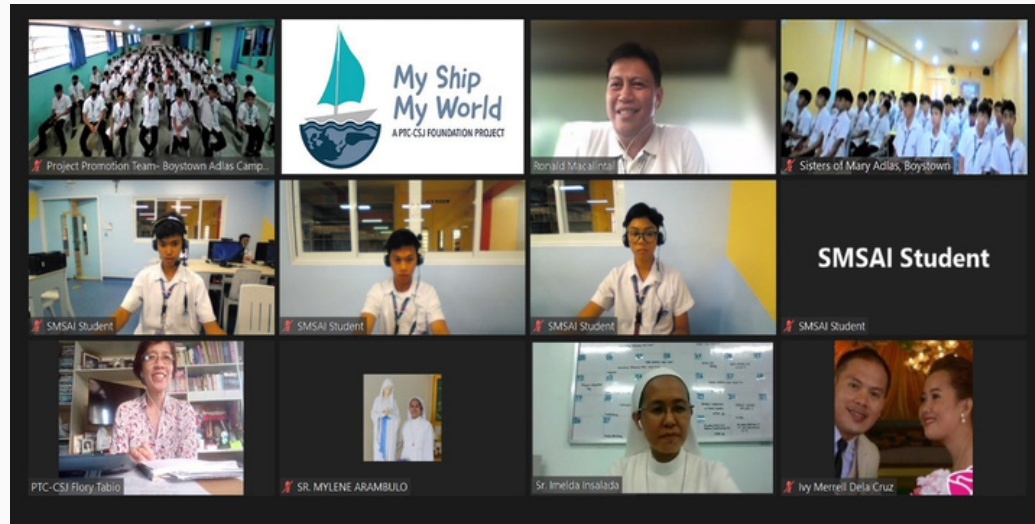 My Ship
My World
A PTC-CSJ FOUNDATION PROJECT
Project Promotion Team- Boystown Adlas Camp...
Ronald Macalintal
Sisters of Mary Adlas, Boystown
SMSAI Student
SMSAI Student
SMSAI Student
SMSAI Student
SMSAI Student
PTC-CSJ Flory Tabio
SR. MYLENE ARAMBULO
Sr. Imelda Insalada
Ivy Merrell Dela Cruz